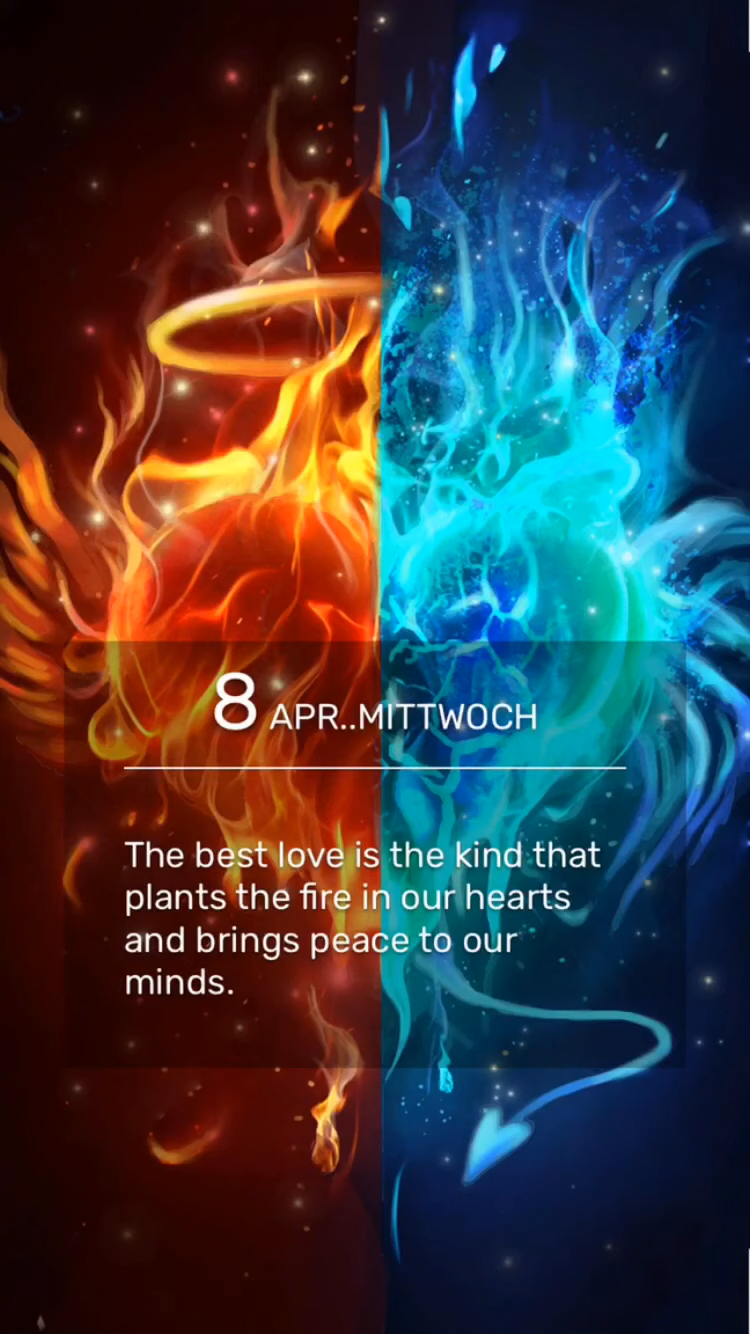 8 APR..MITTWOCH
The best love is the kind that
plants the fire in our hearts
and brings peace to our
minds.